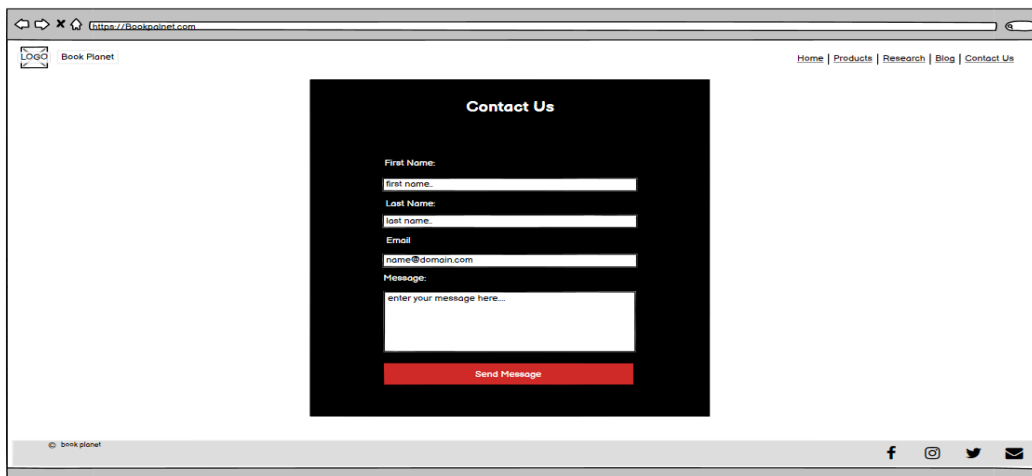 https://Bookpalnet.com
LOGO Book Planet Home | Products | Research | Blog | Contact Us
Contact Us
First Name:
first name..
Last Name:
last name..
Email
name@domain.com
Message:
enter your message here....
Send Message
© book planet